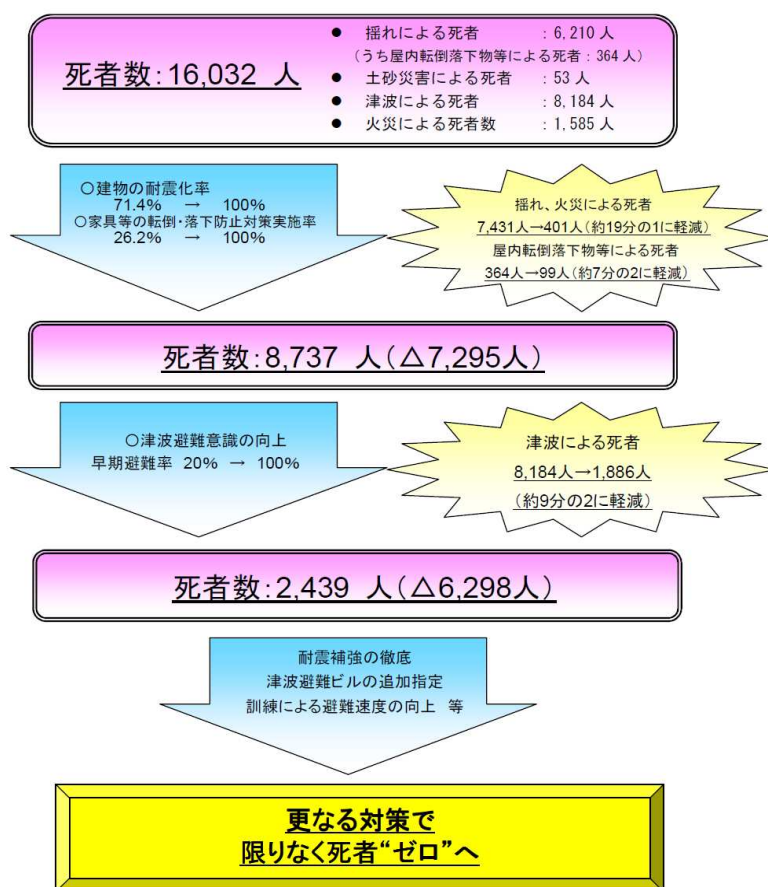 死者数：16,032 人
● 揺れによる死者 ：6,210 人
（うち屋内転倒落下物等による死者：364 人）
● 土砂災害による死者 ：53 人
● 津波による死者 ：8,184 人
● 火災による死者数 ：1,585 人
○建物の耐震化率
71.4% → 100%
○家具等の転倒・落下防止対策実施率
26.2% → 100%
揺れ、火災による死者
7,431人→401人（約19分の1に軽減）
屋内転倒落下物等による死者
364人→99人（約7分の2に軽減）
死者数：8,737 人（△7,295人）
○津波避難意識の向上
早期避難率 20% → 100%
津波による死者
8,184人→1,886人
（約9分の2に軽減）
死者数：2,439 人（△6,298人）
耐震補強の徹底
津波避難ビルの追加指定
訓練による避難速度の向上 等
更なる対策で
限りなく死者“ゼロ”へ